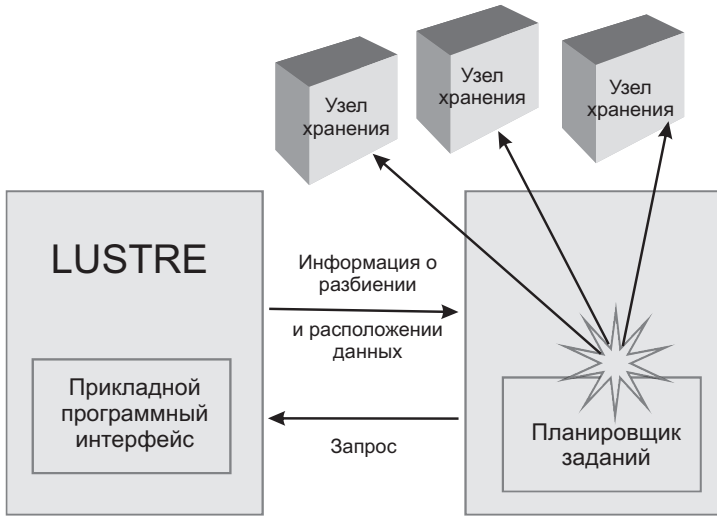 Узел
хранения
Узел
хранения
Узел
хранения
LUSTRE
Информация о
разбиении
и расположении
данных
Прикладной
программный
интерфейс
Запрос
Планировщик
заданий